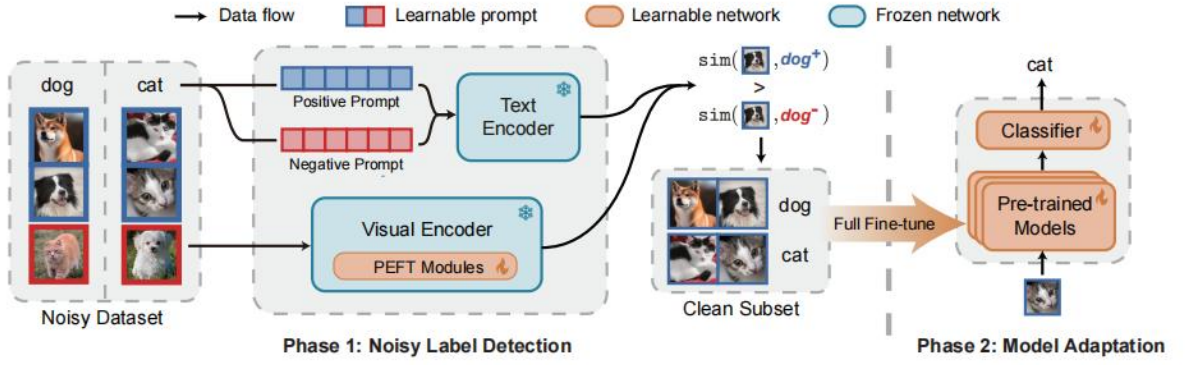 Data flow
Learnable prompt
Learnable network
Frozen network
dog
cat
Noisy Dataset
Positive Prompt
Negative Prompt
Text
Encoder
Visual Encoder
PEFT Modules
Phase 1: Noisy Label Detection
sim( , dog+)
>
sim( , dog-)
dog
cat
Clean Subset
Full Fine-tune
cat
Classifier
Pre-trained
Models
Phase 2: Model Adaptation